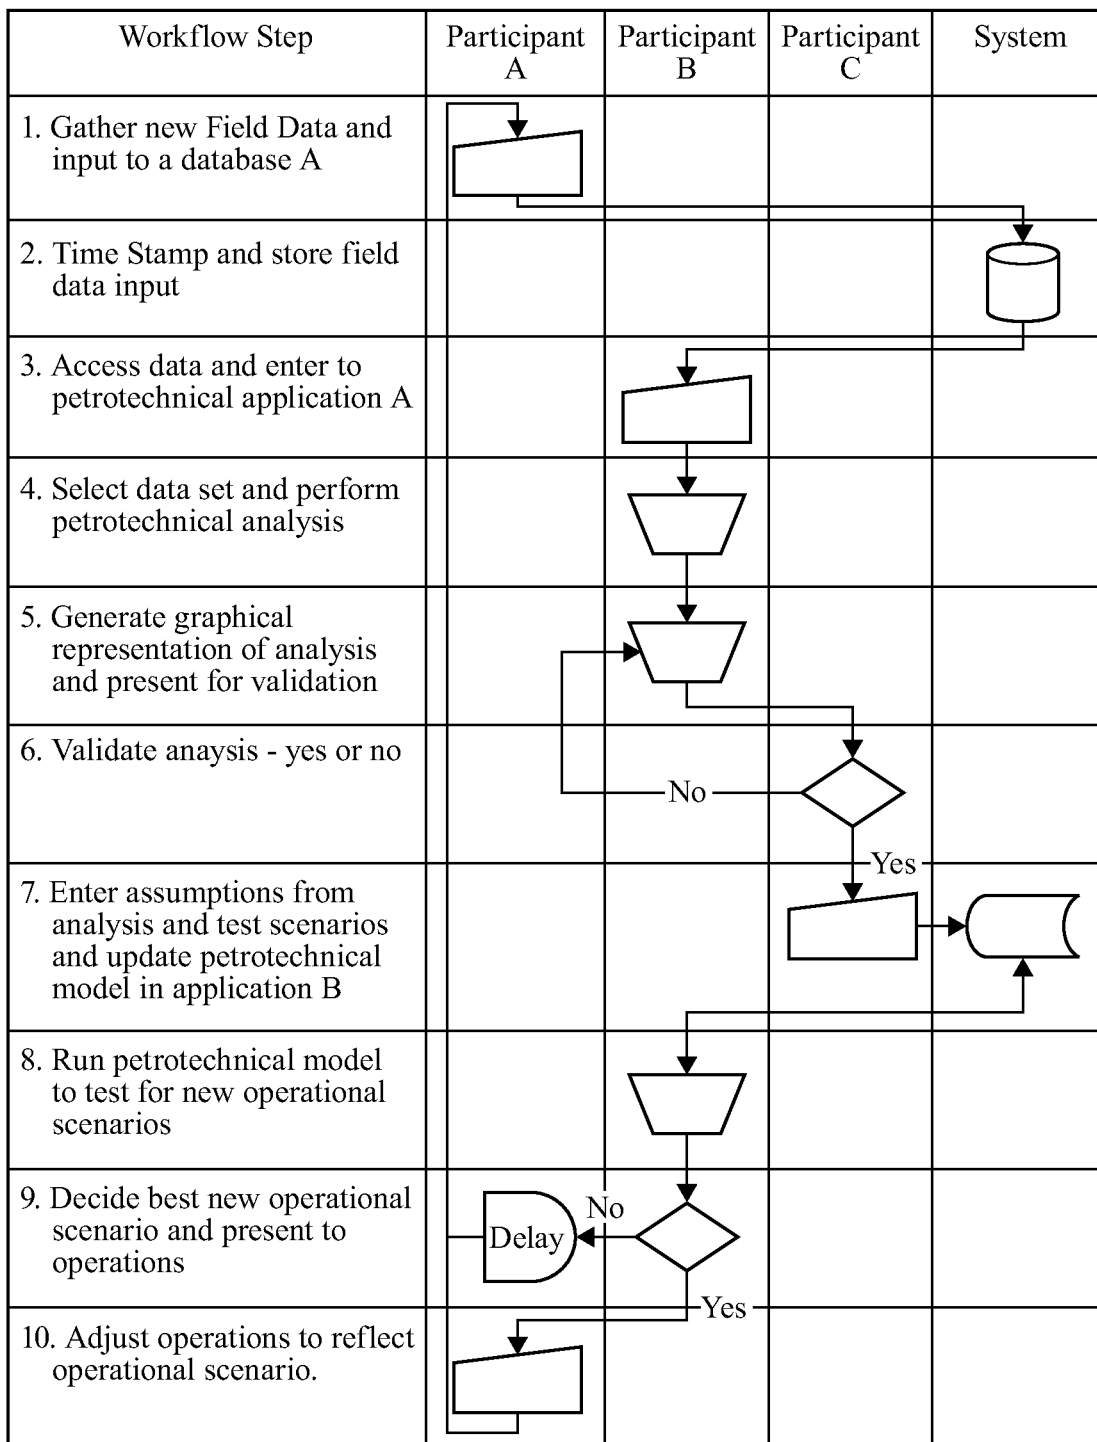 Workflow Step
Participant
A
Participant
B
Participant
C
System
1. Gather new Field Data and
input to a database A
2. Time Stamp and store field
data input
3. Access data and enter to
petrotechnical application A
4. Select data set and perform
petrotechnical analysis
5. Generate graphical
representation of analysis
and present for validation
6. Validate anaysis - yes or no
No
Yes
7. Enter assumptions from
analysis and test scenarios
and update petrotechnical
model in application B
8. Run petrotechnical model
to test for new operational
scenarios
9. Decide best new operational
scenario and present to
operations
Delay
No
Yes
10. Adjust operations to reflect
operational scenario.